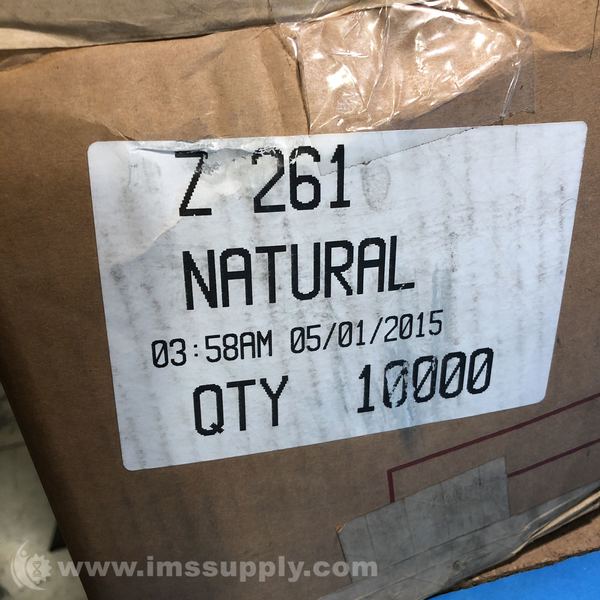 Z 261
NATURAL
03:58AM 05/01/2015
QTY 10000
www.imssupply.com